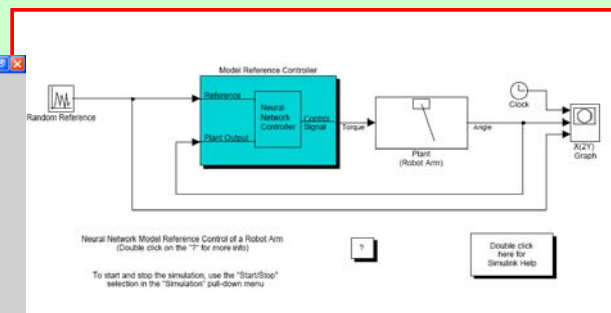 Model Reference Controller
Reference
Neural
Network
Controller
Control
Signal
Plant Output
Random Reference
Torque
Plant
(Robot Arm)
Angle
Clock
X(2Y)
Graph
Neural Network Model Reference Control of a Robot Arm
(Double click on the "?" for more info)
?
Double click
here for
Simulink Help
To start and stop the simulation, use the "Start/Stop"
selection in the "Simulation" pull-down menu